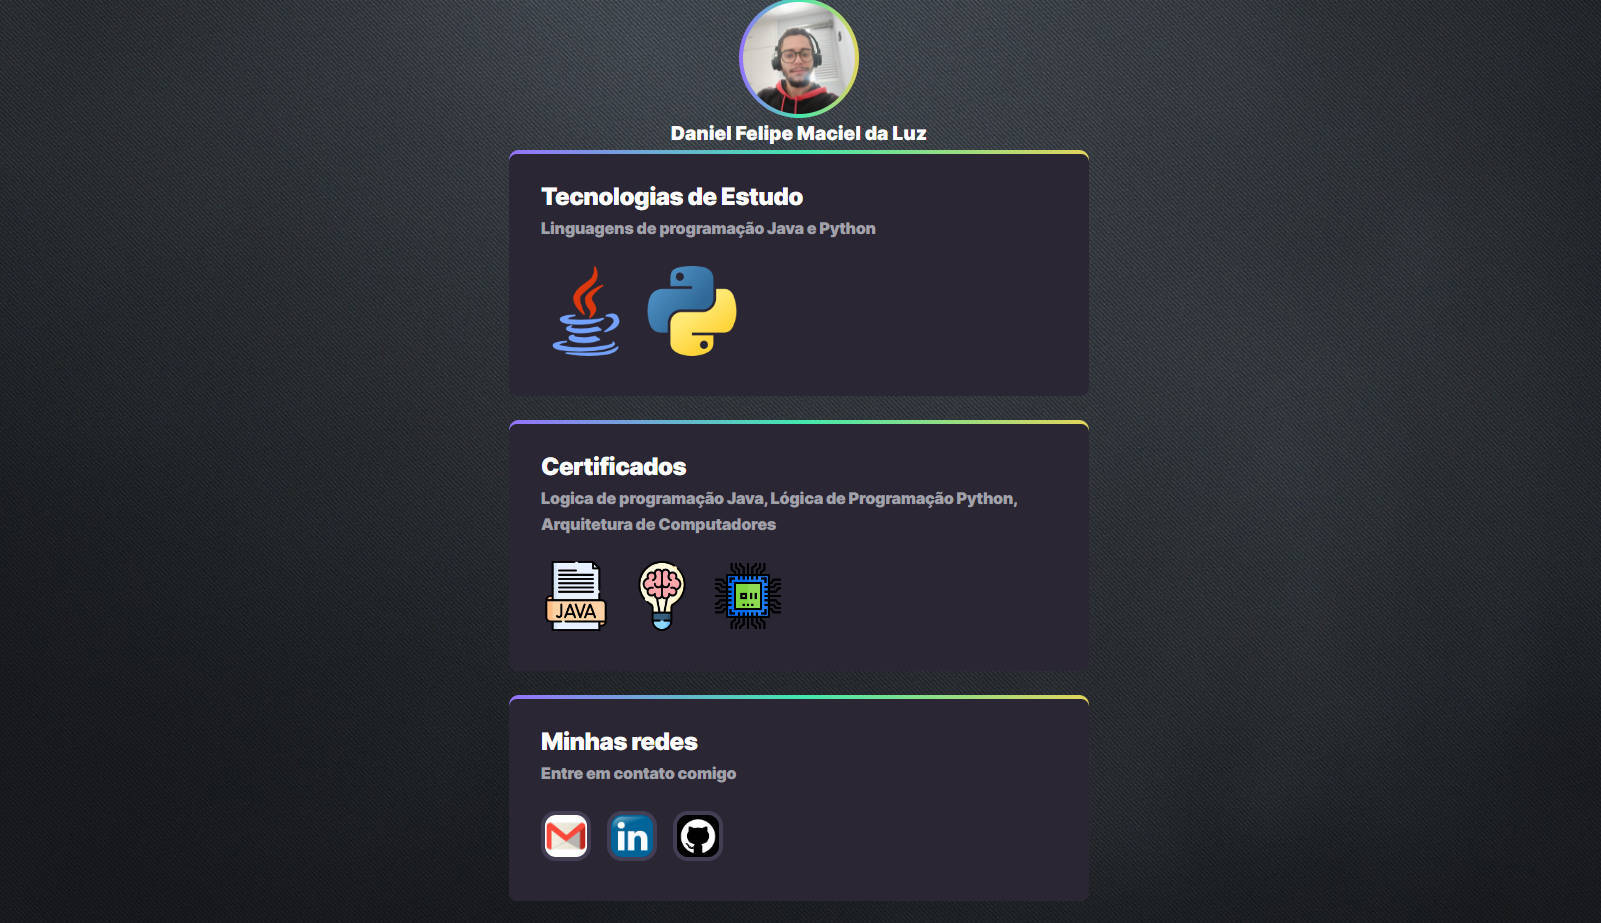 Daniel Felipe Maciel da Luz
Tecnologias de Estudo
Linguagens de programação Java e Python
Certificados
Logica de programação Java, Lógica de Programação Python,
Arquitetura de Computadores
JAVA
Minhas redes
Entre em contato comigo
in